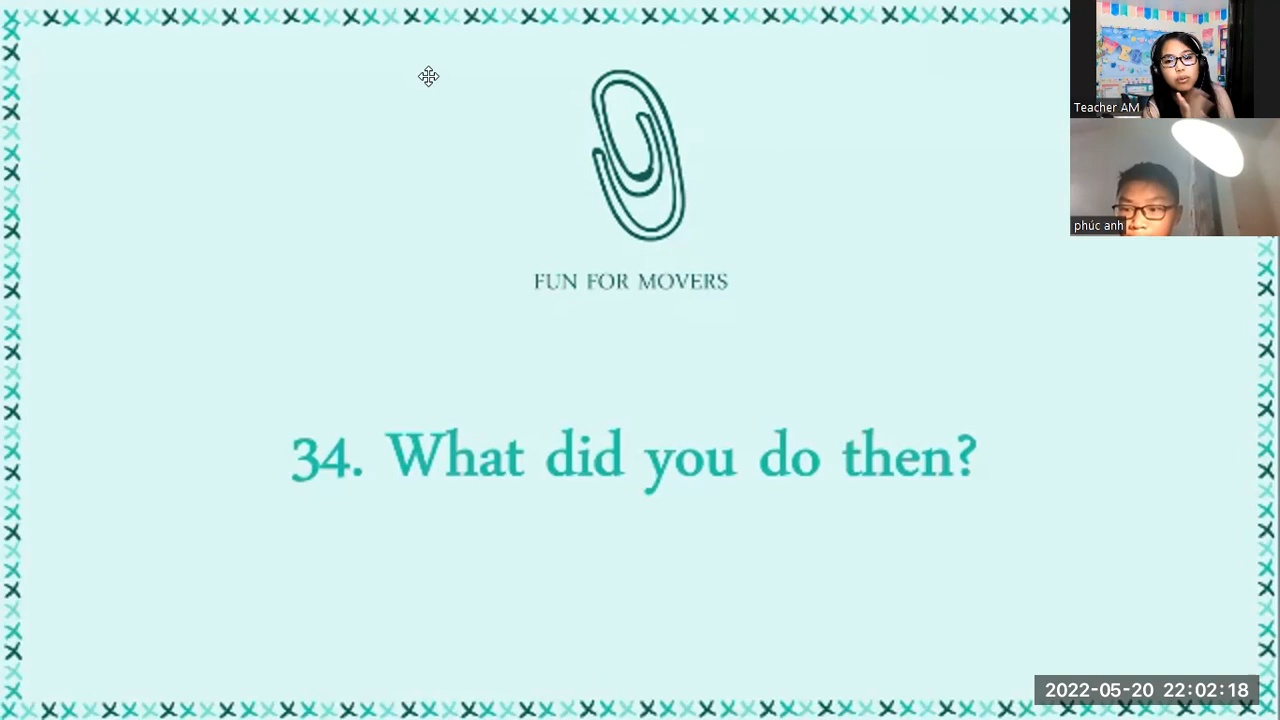 Teacher AM
phúc anh
FUN FOR MOVERS
34. What did you do then?
2022-05-20 22:02:18